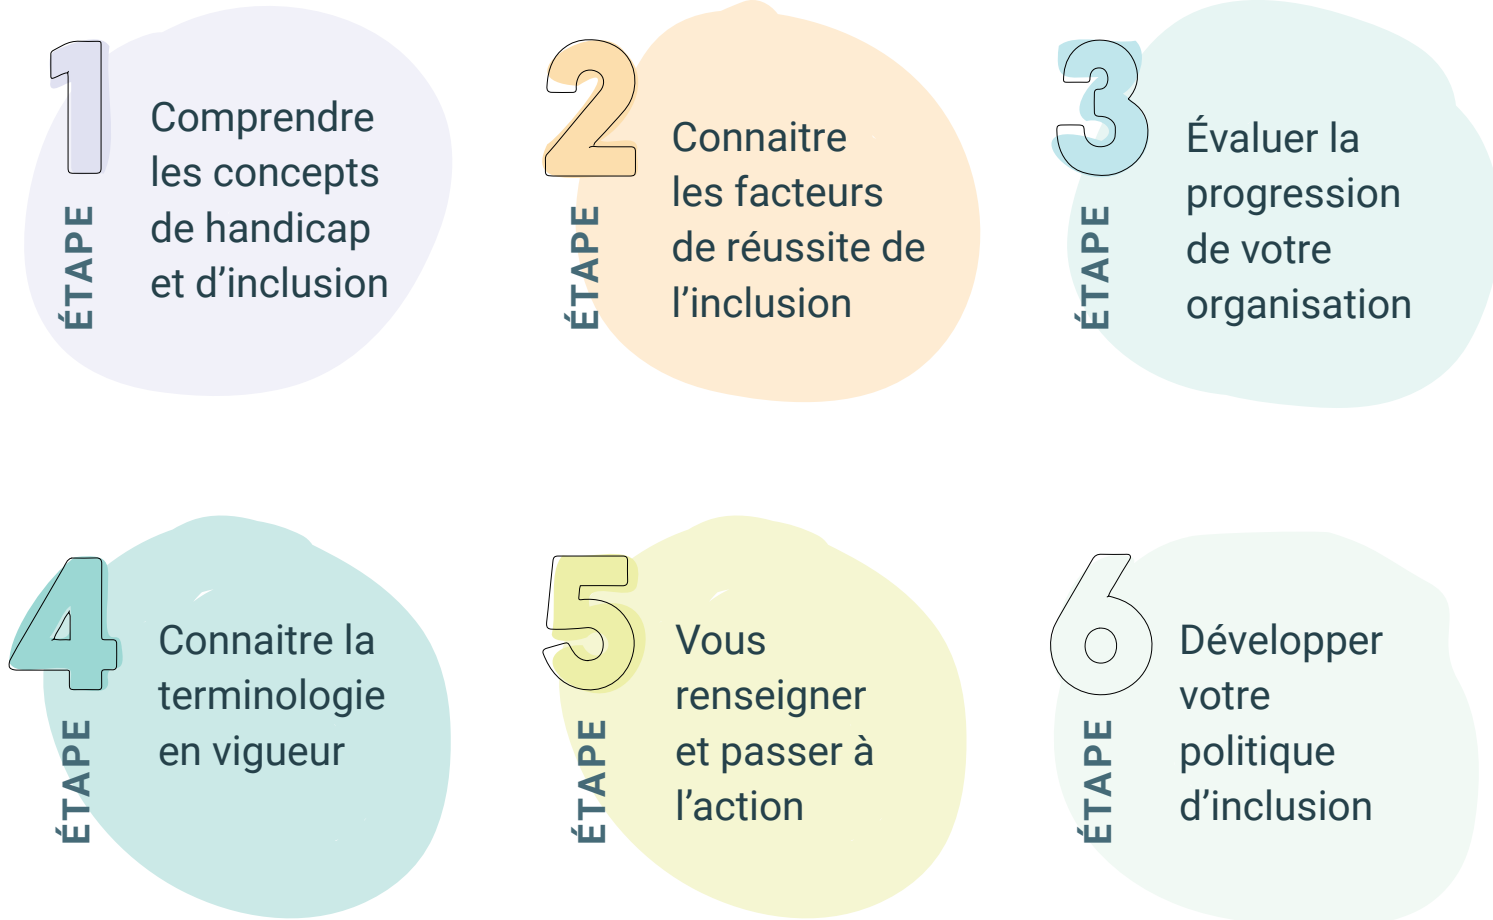 1
ÉTAPE
Comprendre
les concepts
de handicap
et d’inclusion
2
ÉTAPE
Connaitre
les facteurs
de réussite de
l’inclusion
3
ÉTAPE
Évaluer la
progression
de votre
organisation
4
ÉTAPE
Connaitre la
terminologie
en vigueur
5
ÉTAPE
Vous
renseigner
et passer à
l’action
6
ÉTAPE
Développer
votre
politique
d’inclusion